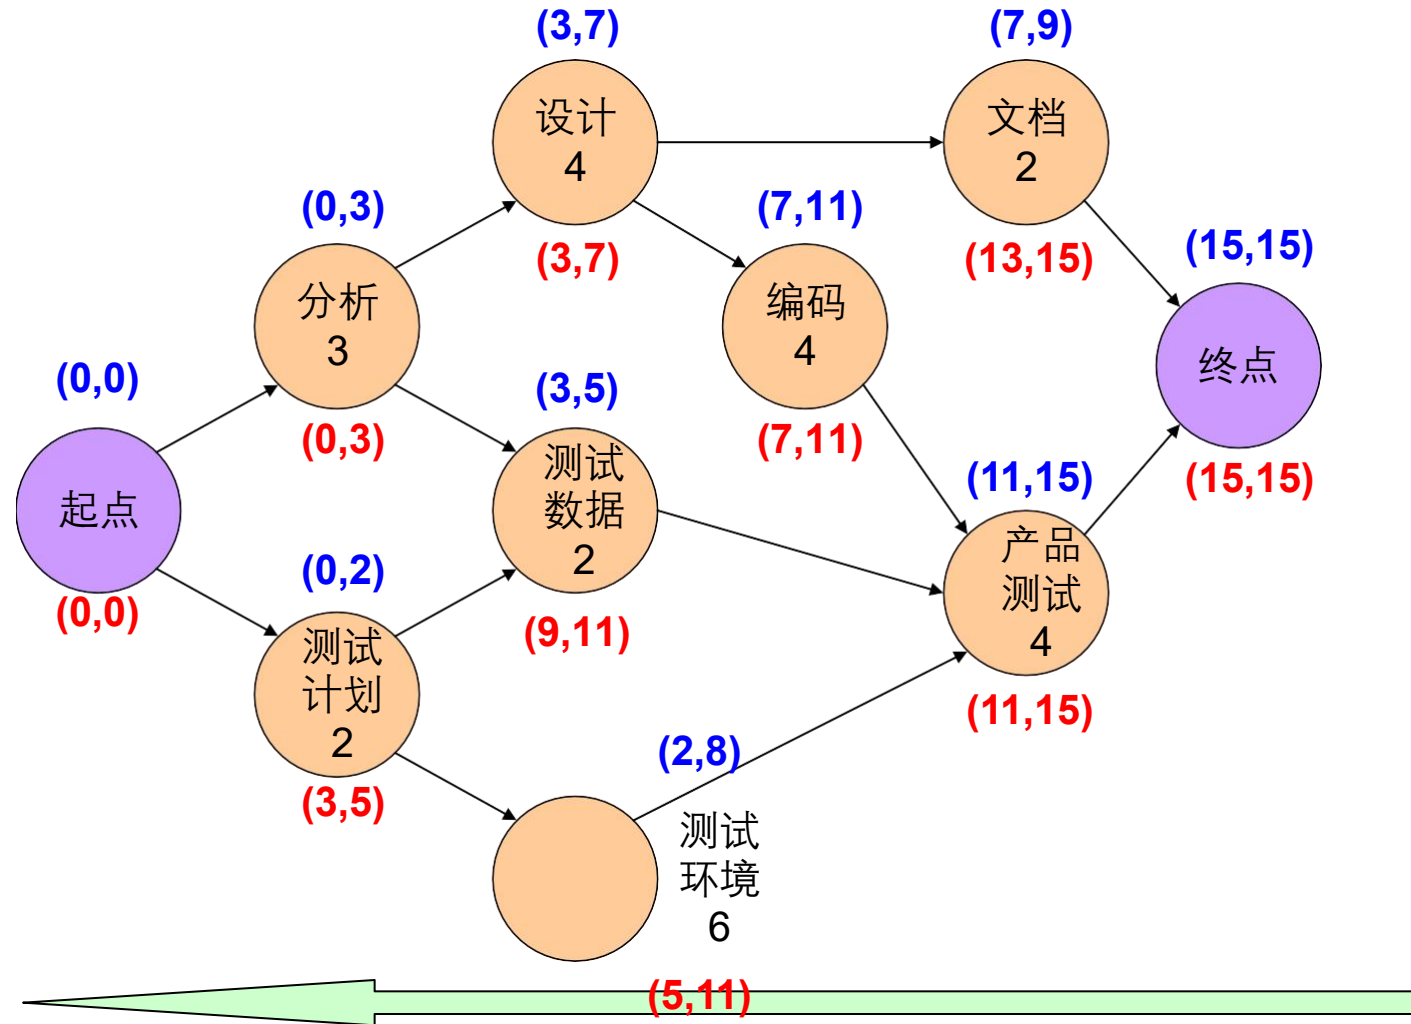 (3,7)
设计
4
(3,7)
(7,9)
文档
2
(13,15)
(0,3)
分析
3
(0,3)
(7,11)
编码
4
(7,11)
(15,15)
终点
(15,15)
(0,0)
起点
(0,0)
(3,5)
测试
数据
2
(9,11)
(11,15)
产品
测试
4
(11,15)
(0,2)
测试
计划
2
(3,5)
(2,8)
测试
环境
6
(5,11)